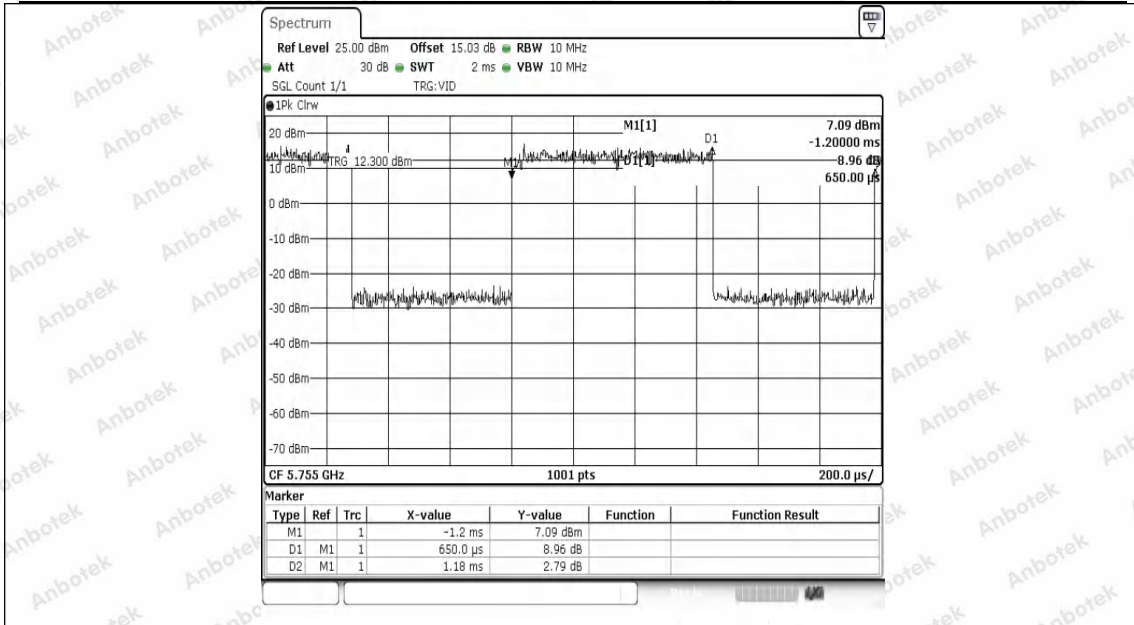 Spectrum
Ref Level 25.00 dBm Offset 15.03 dB RBW 10 MHz
Att 30 dB SWT 2 ms VBW 10 MHz
SGL Count 1/1 TRG:VID
1Pk Clrw
M1[1] 7.09 dBm
-1.20000 ms
D1[1] 8.96 dB
650.00 µs
20 dBm
D1
TRG 12.300 dBm
M1
10 dBm
0 dBm
-10 dBm
-20 dBm
-30 dBm
-40 dBm
-50 dBm
-60 dBm
-70 dBm
CF 5.755 GHz 1001 pts 200.0 µs/
Marker
Type Ref Trc X-value Y-value Function Function Result
M1 1 -1.2 ms 7.09 dBm
D1 M1 1 650.0 µs 8.96 dB
D2 M1 1 1.18 ms 2.79 dB
Anbotek